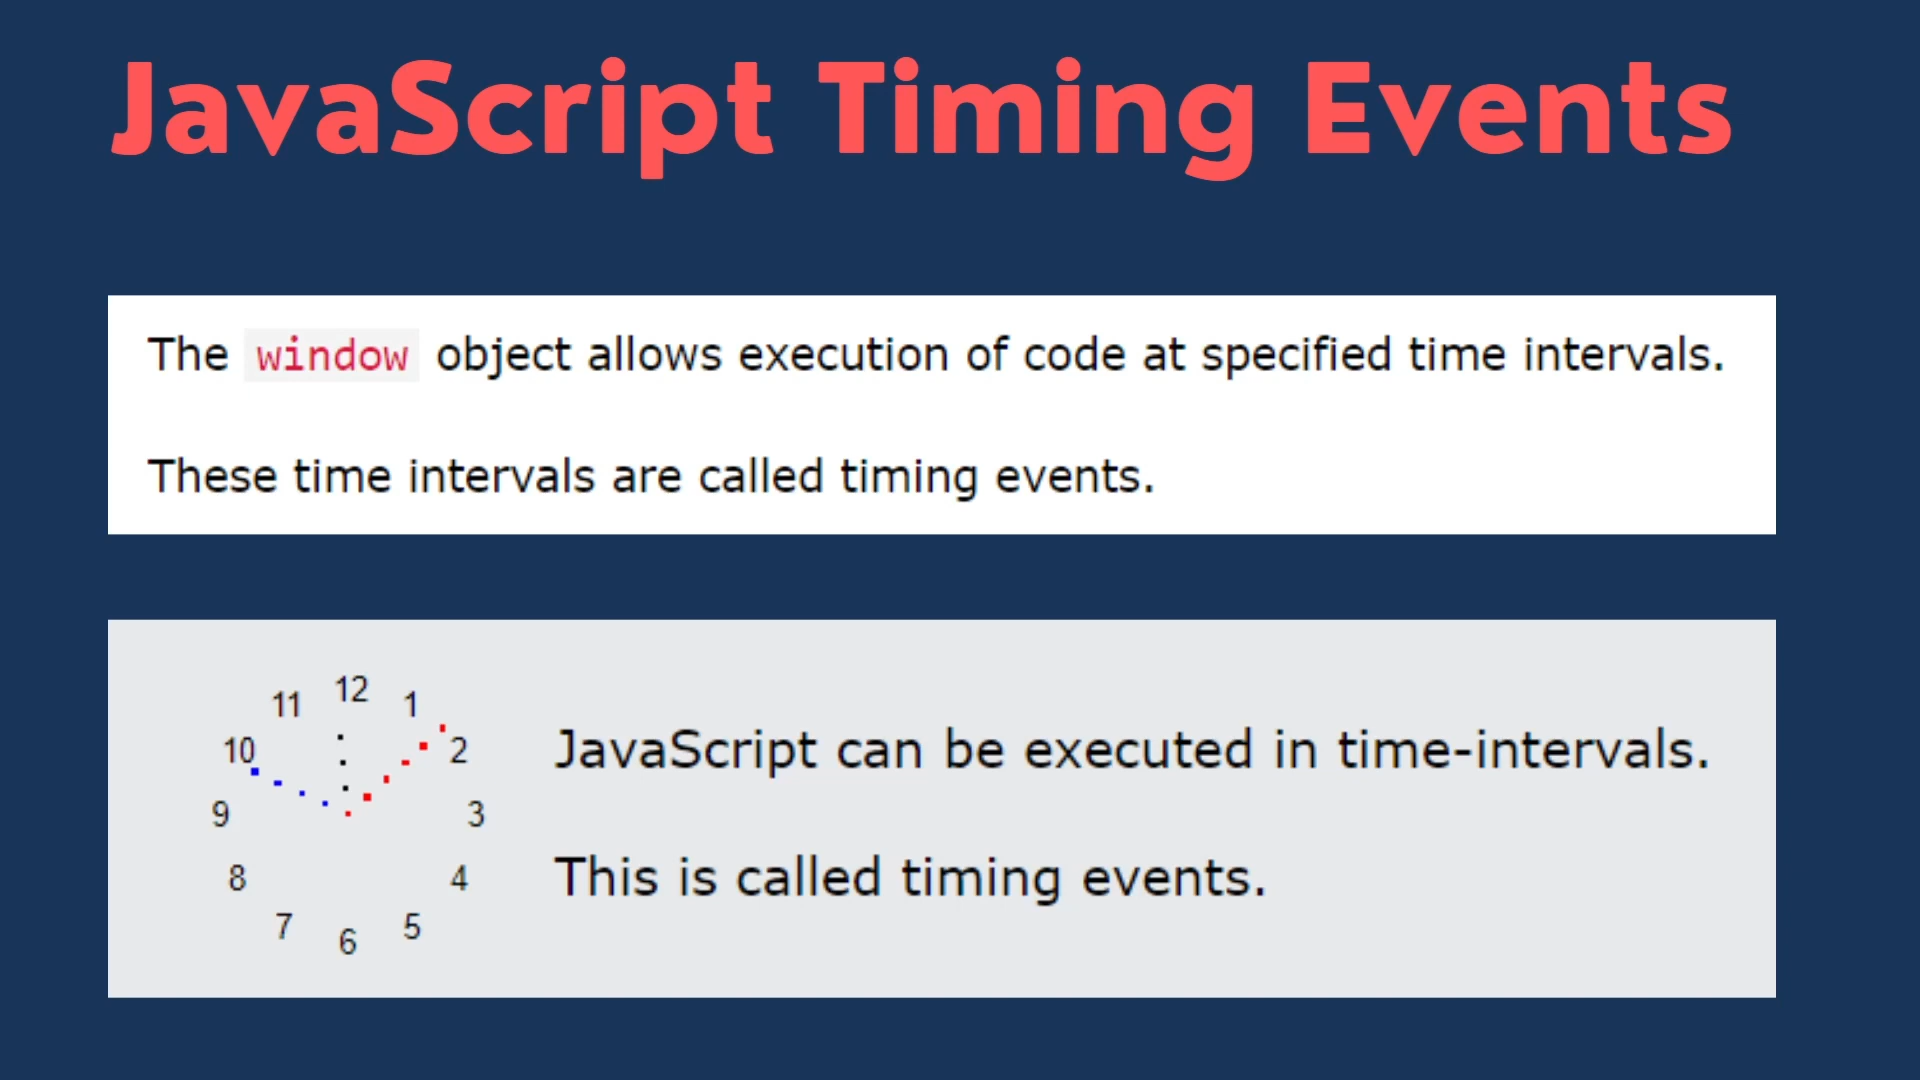 JavaScript Timing Events
The window object allows execution of code at specified time intervals.
These time intervals are called timing events.
12
11 1
10 2
9 3
8 4
7 5
6
JavaScript can be executed in time-intervals.
This is called timing events.